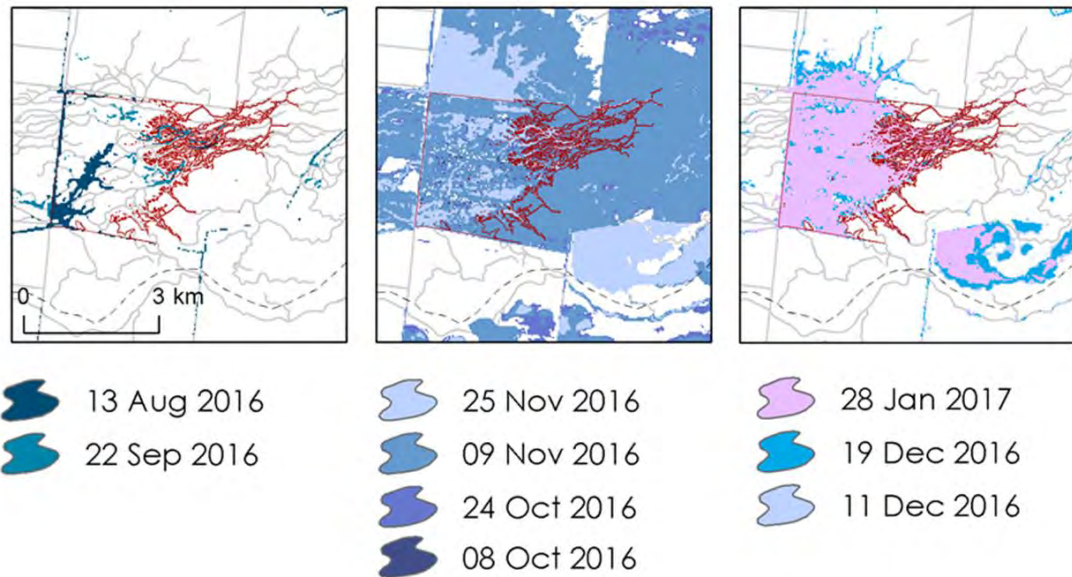 0 3 km
13 Aug 2016
22 Sep 2016
25 Nov 2016
09 Nov 2016
24 Oct 2016
08 Oct 2016
28 Jan 2017
19 Dec 2016
11 Dec 2016